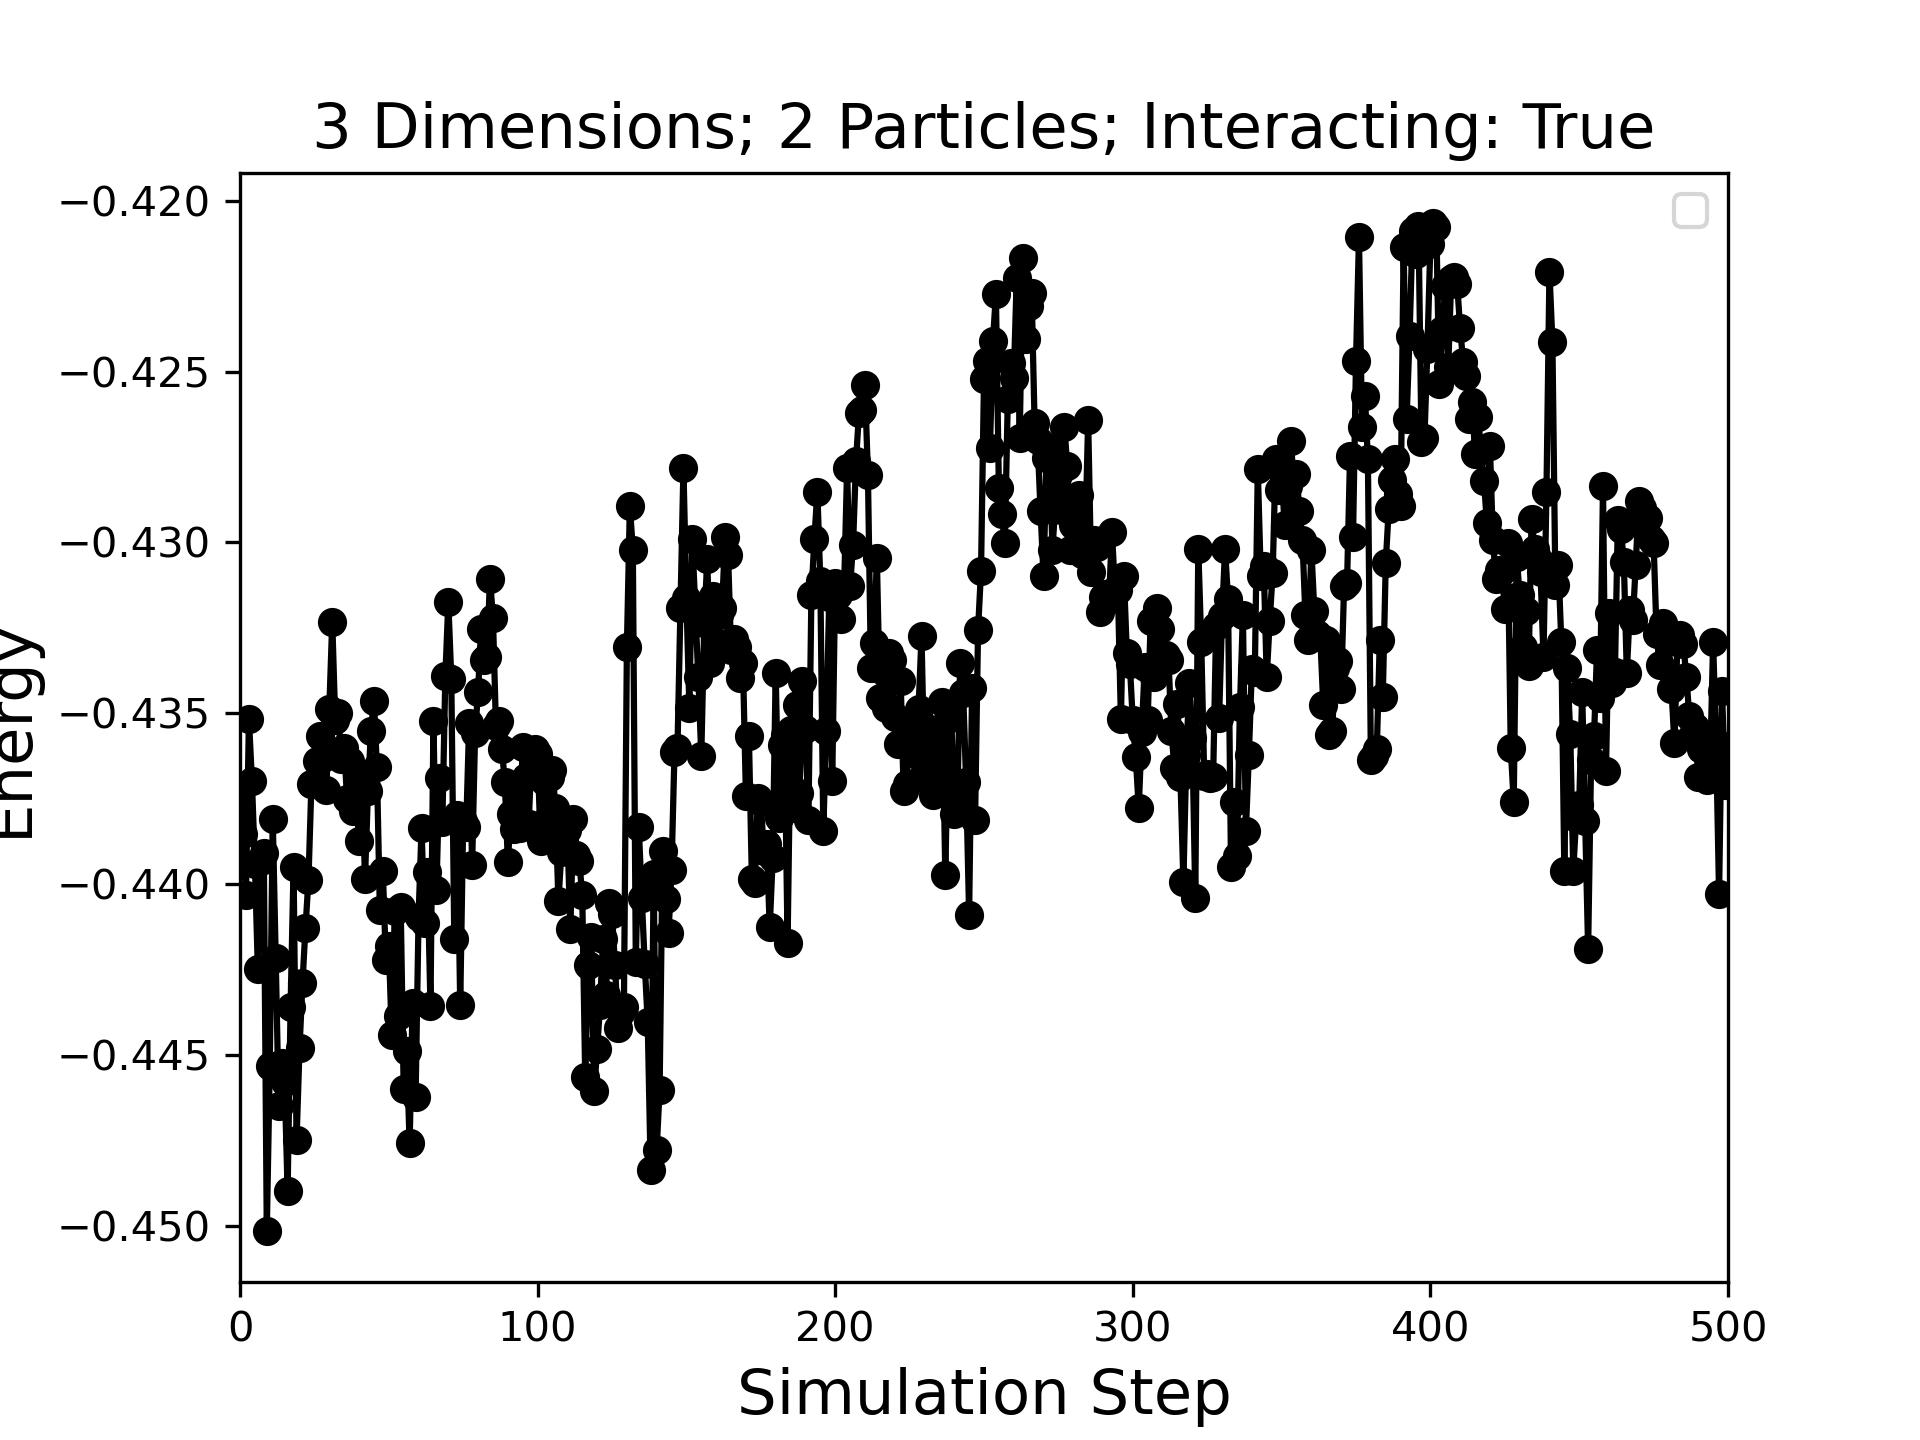 3 Dimensions; 2 Particles; Interacting: True
−0.420
−0.425
−0.430
−0.435
−0.440
−0.445
−0.450
Energy
0 100 200 300 400 500
Simulation Step